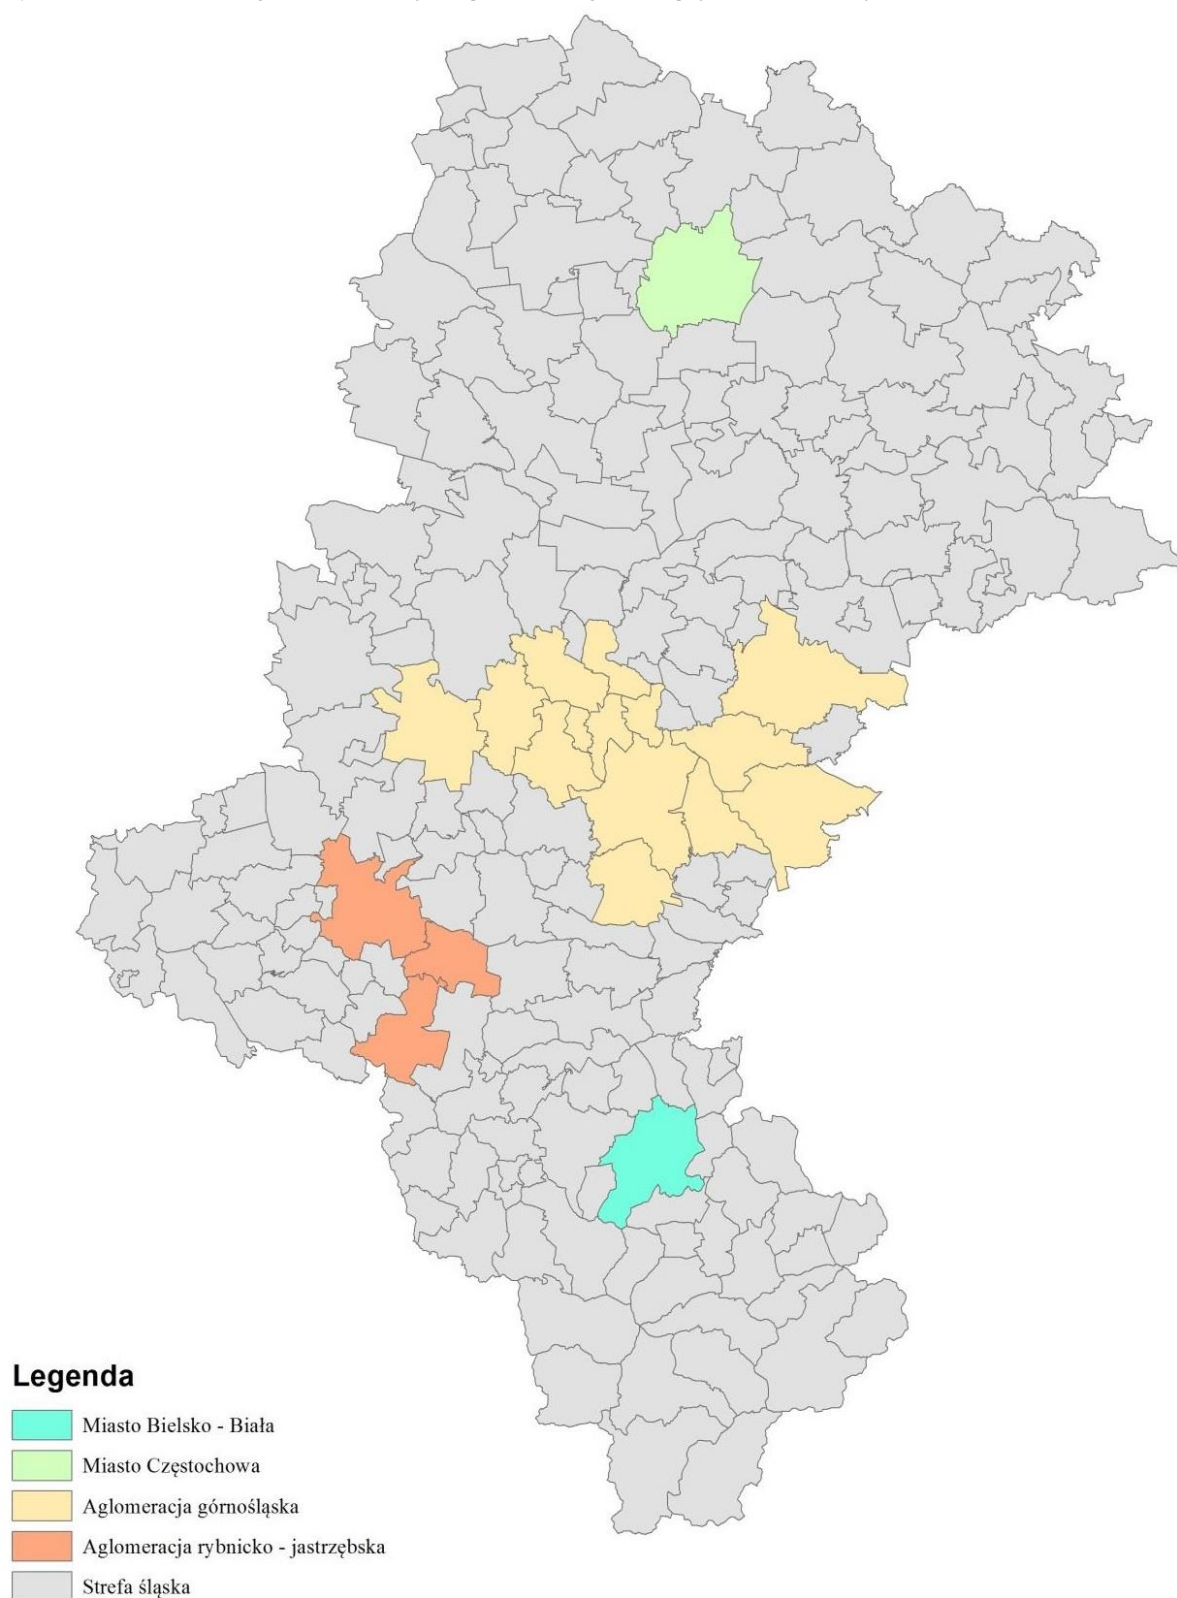 Legenda
Miasto Bielsko - Biała
Miasto Częstochowa
Aglomeracja górnośląska
Aglomeracja rybnicko - jastrzębska
Strefa śląska